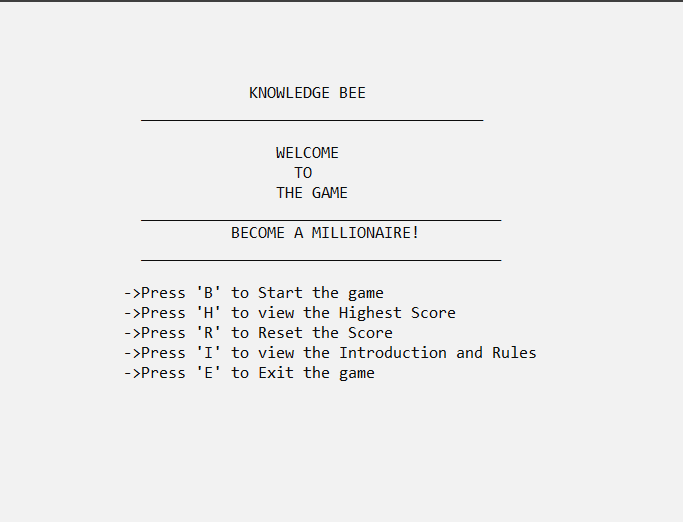 KNOWLEDGE BEE
WELCOME
TO
THE GAME
BECOME A MILLIONAIRE!
->Press 'B' to Start the game
->Press 'H' to view the Highest Score
->Press 'R' to Reset the Score
->Press 'I' to view the Introduction and Rules
->Press 'E' to Exit the game